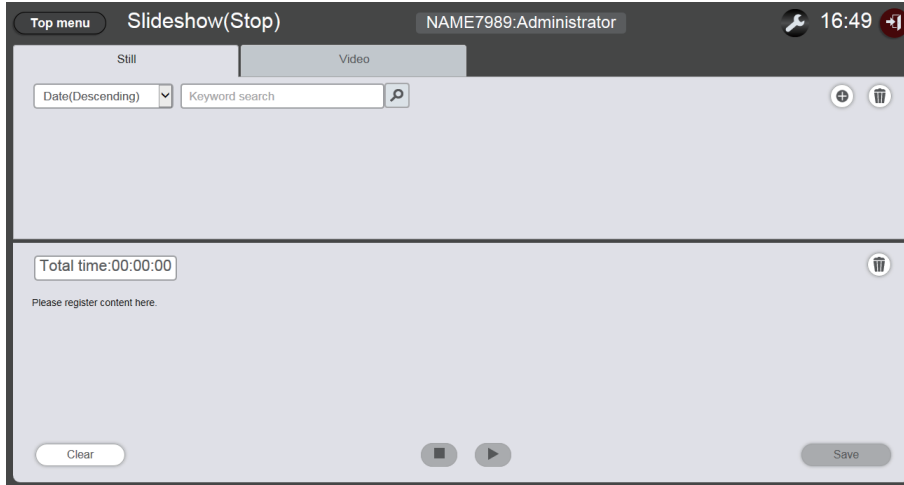 Top menu Slideshow(Stop) NAME7989:Administrator 16:49
Still Video
Date(Descending) Keyword search
Total time:00:00:00
Please register content here.
Clear Save